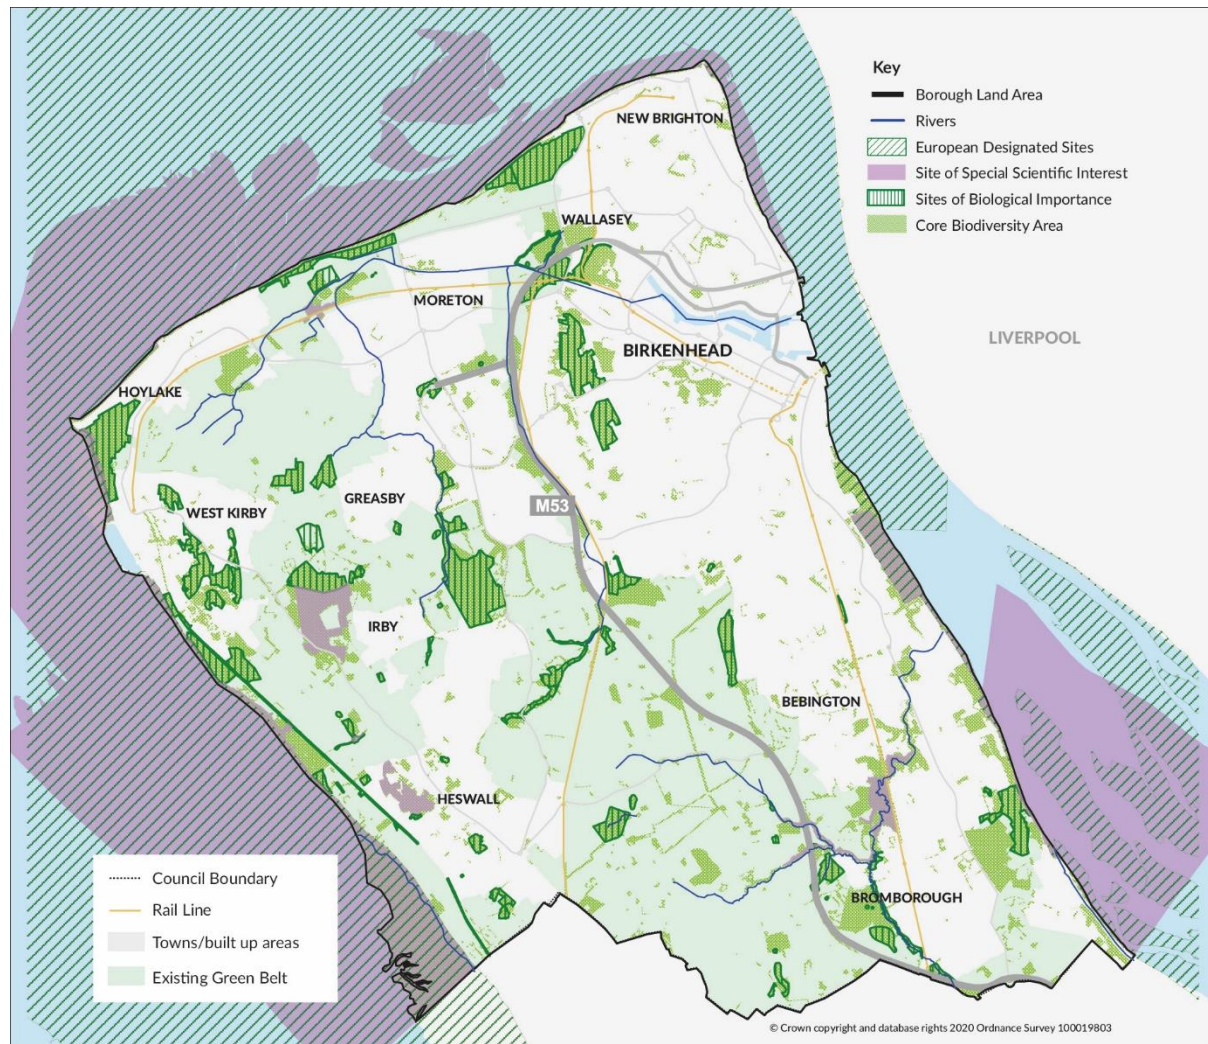 Key
Borough Land Area
Rivers
European Designated Sites
Site of Special Scientific Interest
Sites of Biological Importance
Core Biodiversity Area
NEW BRIGHTON
WALLASEY
MORETON
LIVERPOOL
BIRKENHEAD
HOYLAKE
GREASBY
WEST KIRBY
M53
IRBY
BEBINGTON
HESWALL
BROMBOROUGH
Council Boundary
Rail Line
Towns/built up areas
Existing Green Belt
© Crown copyright and database rights 2020 Ordnance Survey 100019803